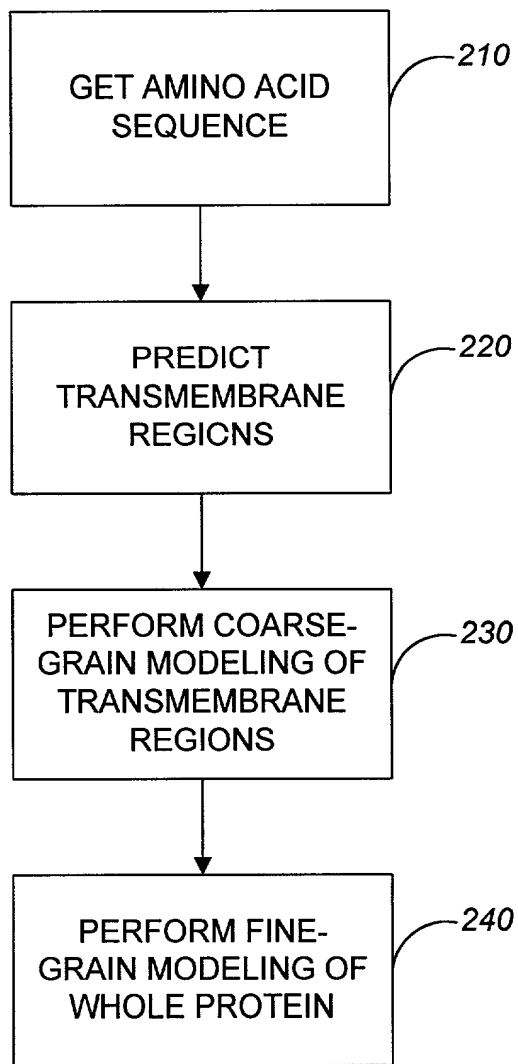 GET AMINO ACID
SEQUENCE
210
PREDICT
TRANSMEMBRANE
REGICNS
220
PERFORM COARSE-
GRAIN MODELING OF
TRANSMEMBRANE
REGIONS
230
PERFORM FINE-
GRAIN MODELING OF
WHOLE PROTEIN
240